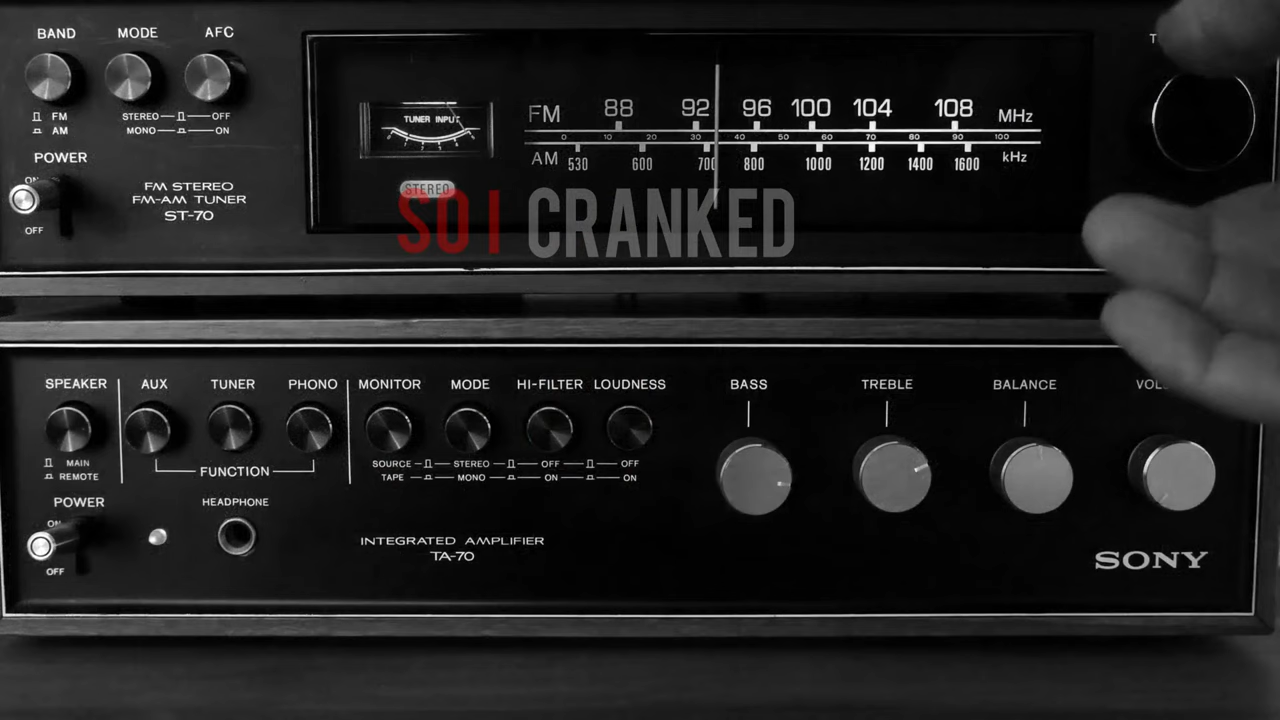 BAND MODE AFC
FM STEREO OFF
AM MONO ON
POWER
ON
OFF
FM STEREO
FM-AM TUNER
ST-70
TUNER INPUT
STEREO
FM 88 92 96 100 104 108 MHz
0 10 20 30 40 50 60 70 80 90 100
AM 530 600 700 800 1000 1200 1400 1600 kHz
SO I CRANKED
SPEAKER AUX TUNER PHONO MONITOR MODE HI-FILTER LOUDNESS BASS TREBLE BALANCE
MAIN
REMOTE
FUNCTION
SOURCE STEREO OFF OFF
TAPE MONO ON ON
POWER
ON
OFF
HEADPHONE
INTEGRATED AMPLIFIER
TA-70
SONY